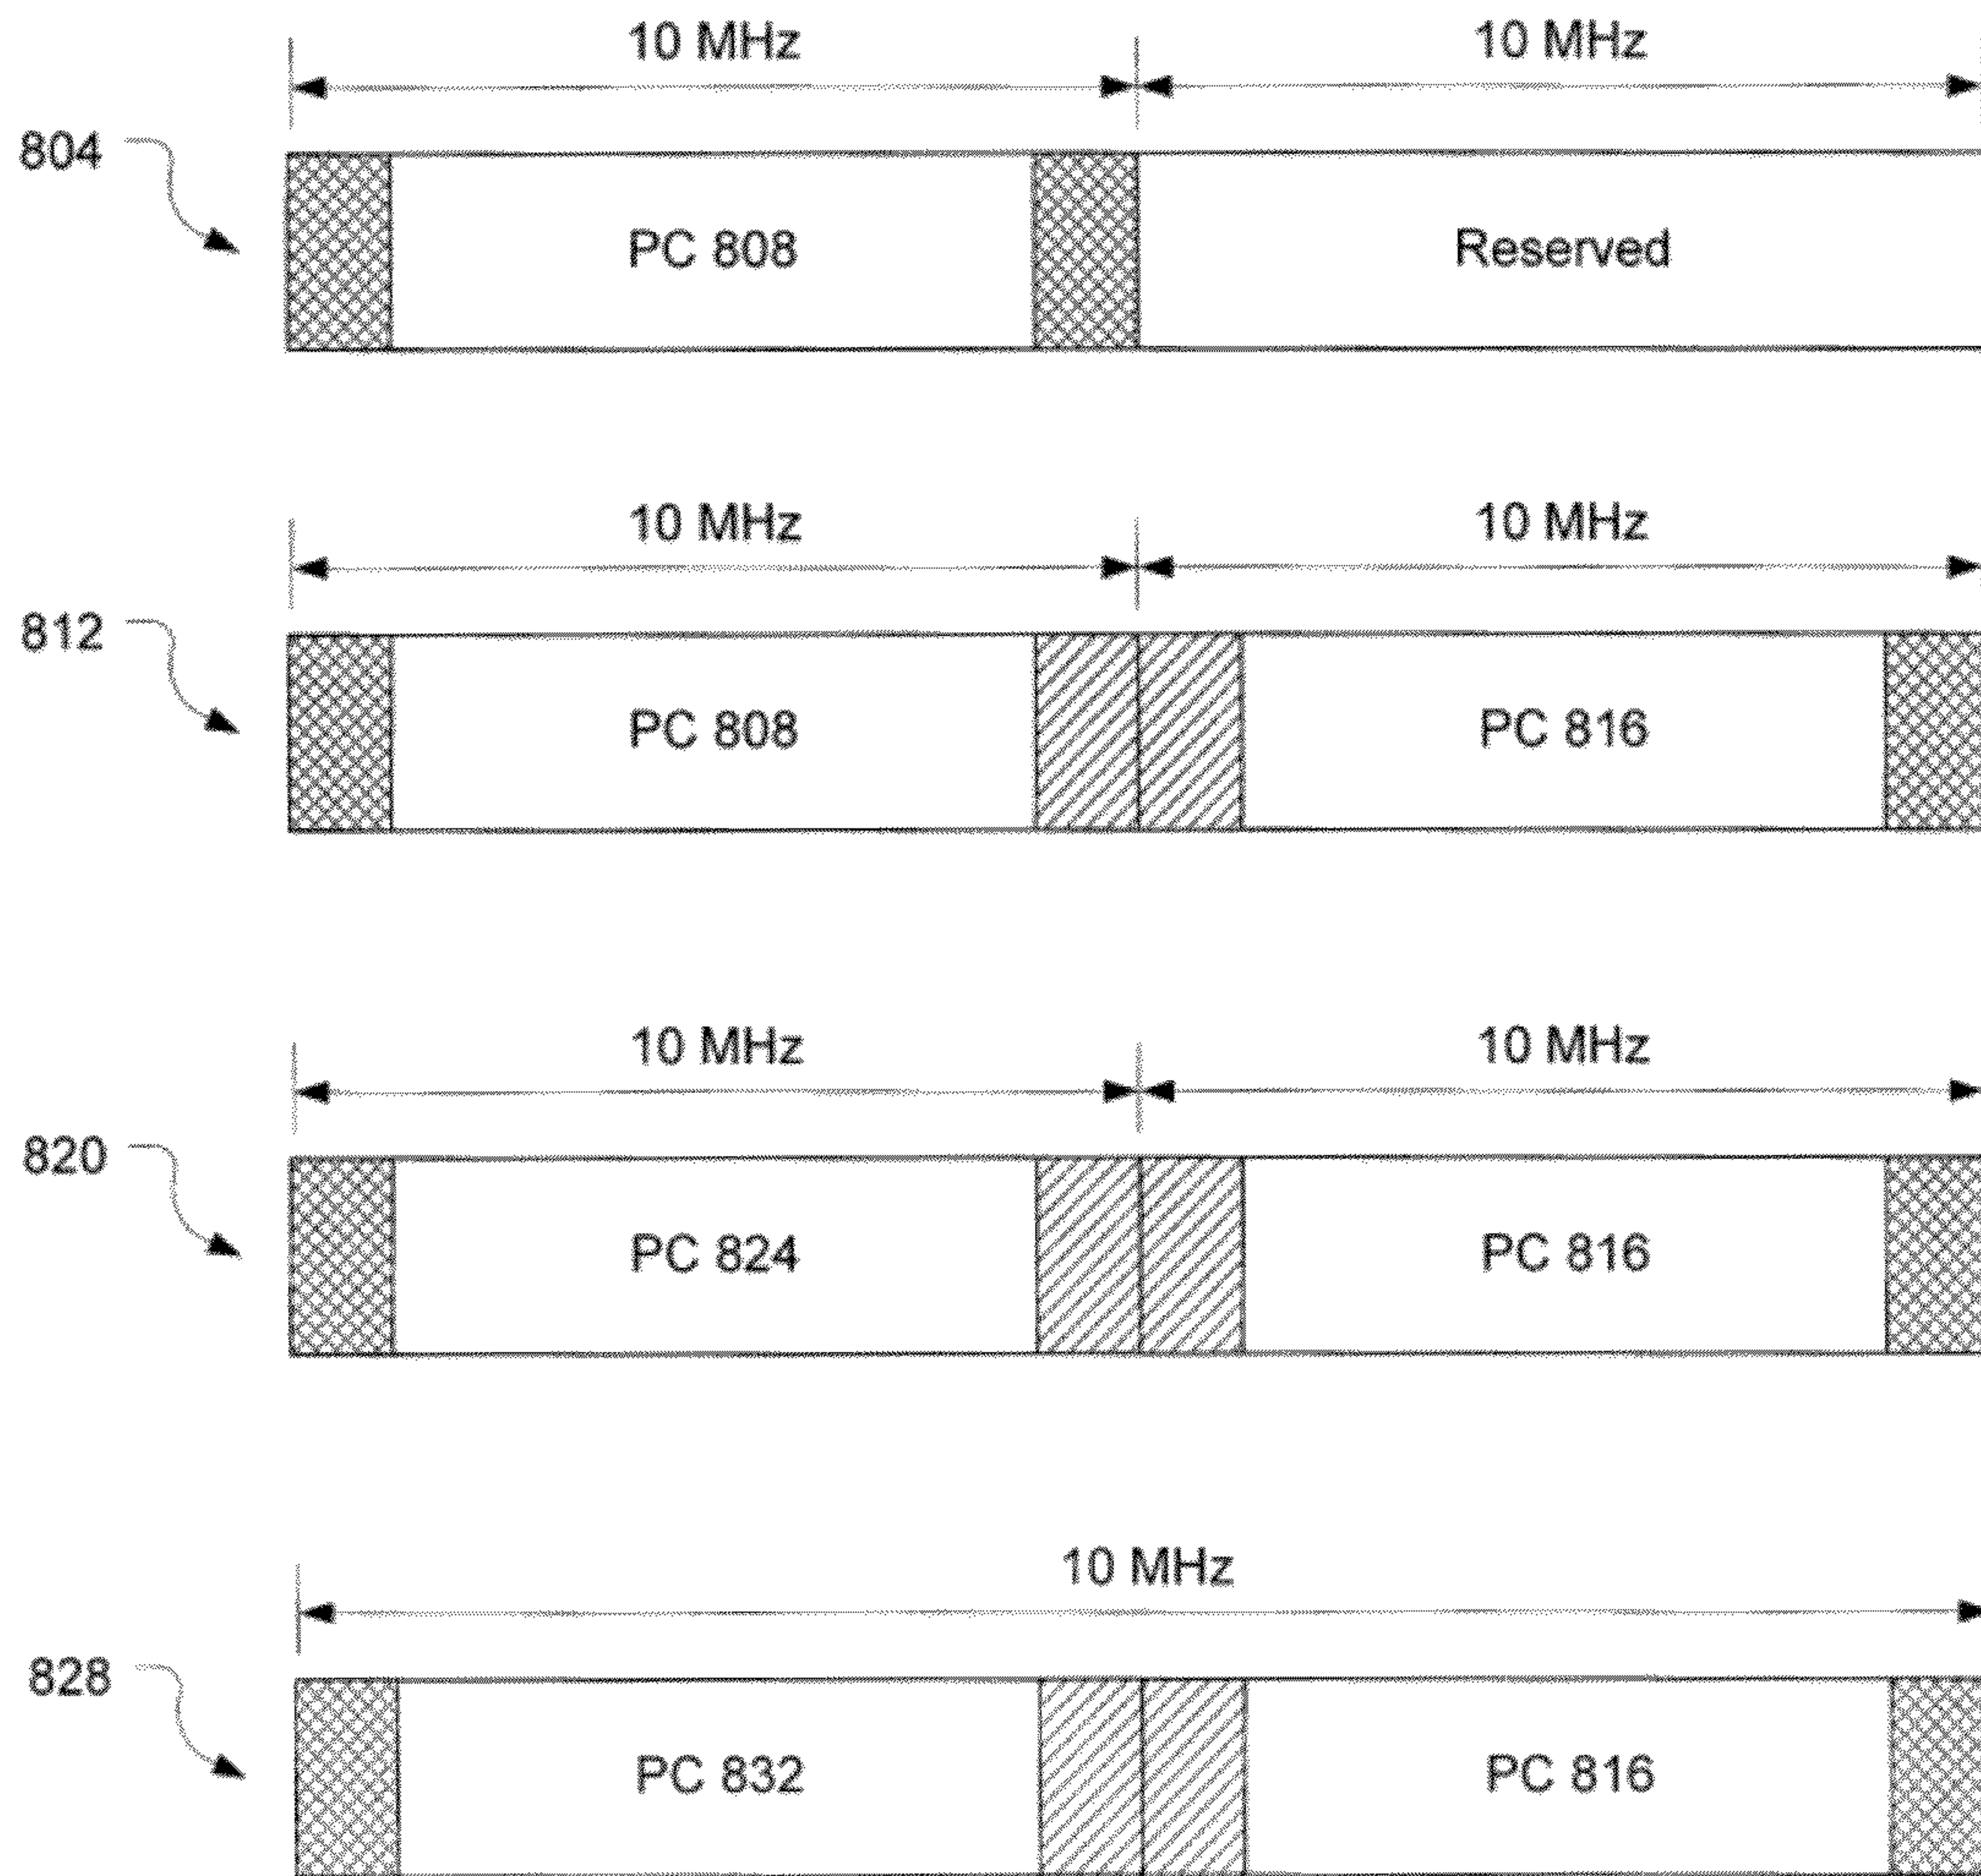 10 MHz 10 MHz
804
PC 808 Reserved
10 MHz 10 MHz
812
PC 808 PC 816
10 MHz 10 MHz
820
PC 824 PC 816
10 MHz
828
PC 832 PC 816